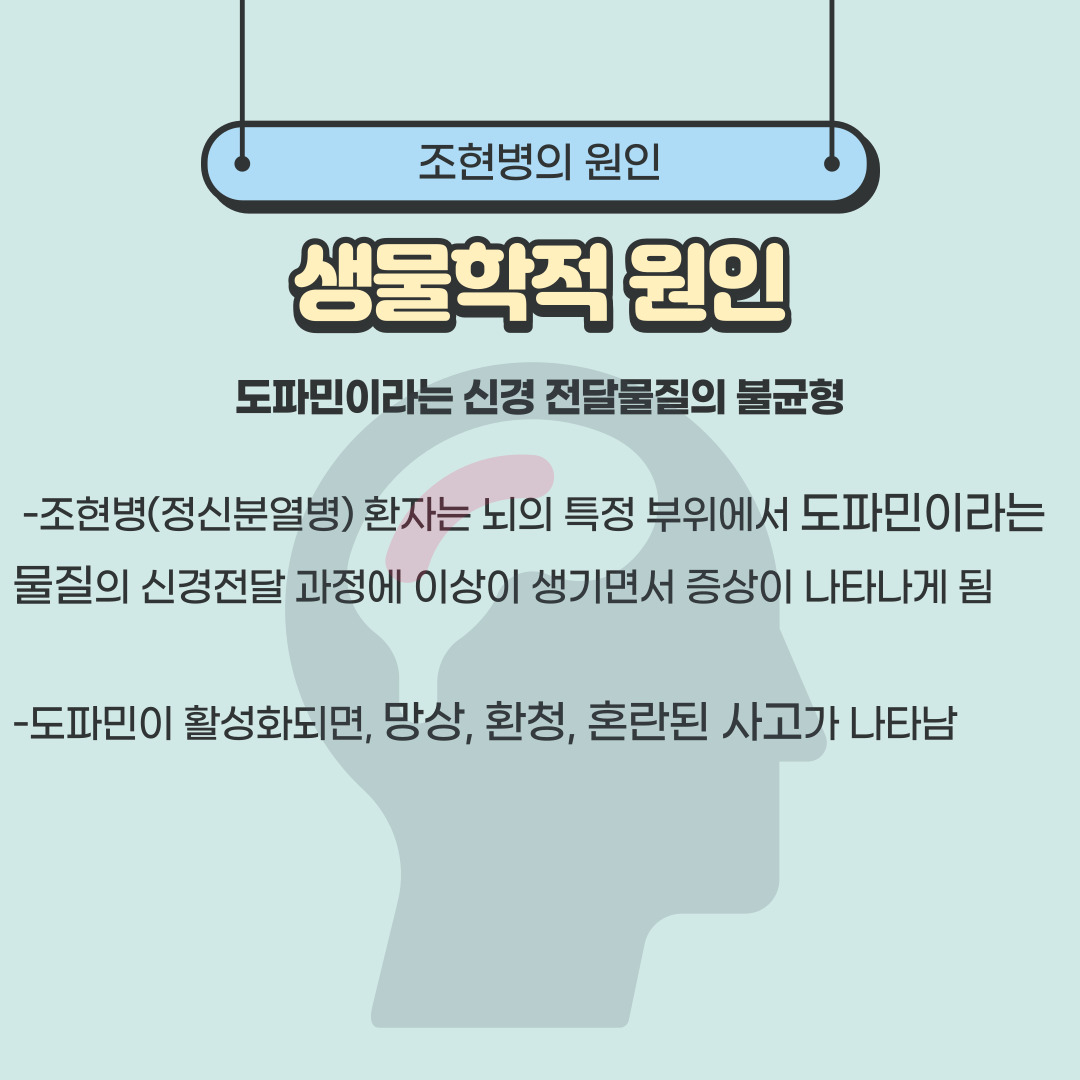 조현병의 원인
생물학적 원인
도파민이라는 신경 전달물질의 불균형
-조현병(정신분열병) 환자는 뇌의 특정 부위에서 도파민이라는
물질의 신경전달 과정에 이상이 생기면서 증상이 나타나게 됨
-도파민이 활성화되면, 망상, 환청, 혼란된 사고가 나타남